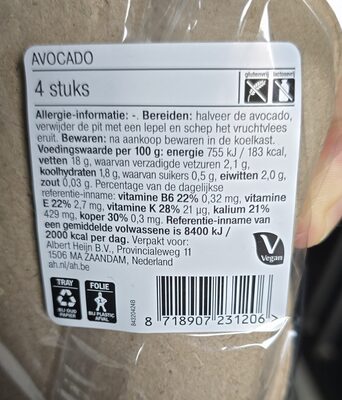 AVOCADO
4 stuks
glutenvrij lactosevrij
Allergie-informatie: -. Bereiden: halveer de avocado,
verwijder de pit met een lepel en schep het vruchtvlees
eruit. Bewaren: na aankoop bewaren in de koelkast.
Voedingswaarde per 100 g: energie 755 kJ / 183 kcal,
vetten 18 g, waarvan verzadigde vetzuren 2,1 g,
koolhydraten 1,8 g, waarvan suikers 0,5 g, eiwitten 2,0 g,
zout 0,03 g. Percentage van de dagelijkse
referentie-inname: vitamine B6 22% 0,32 mg, vitamine
E 22% 2,7 mg, vitamine K 28% 21 µg, kalium 21%
429 mg, koper 30% 0,3 mg. Referentie-inname van
een gemiddelde volwassene is 8400 kJ /
2000 kcal per dag. Verpakt voor:
Albert Heijn B.V., Provincialeweg 11
1506 MA ZAANDAM, Nederland
ah.nl/ah.be
V
Vegan
TRAY
BIJ OUD
PAPIER
FOLIE
BIJ PLASTIC
AFVAL
8 718907 231206 >